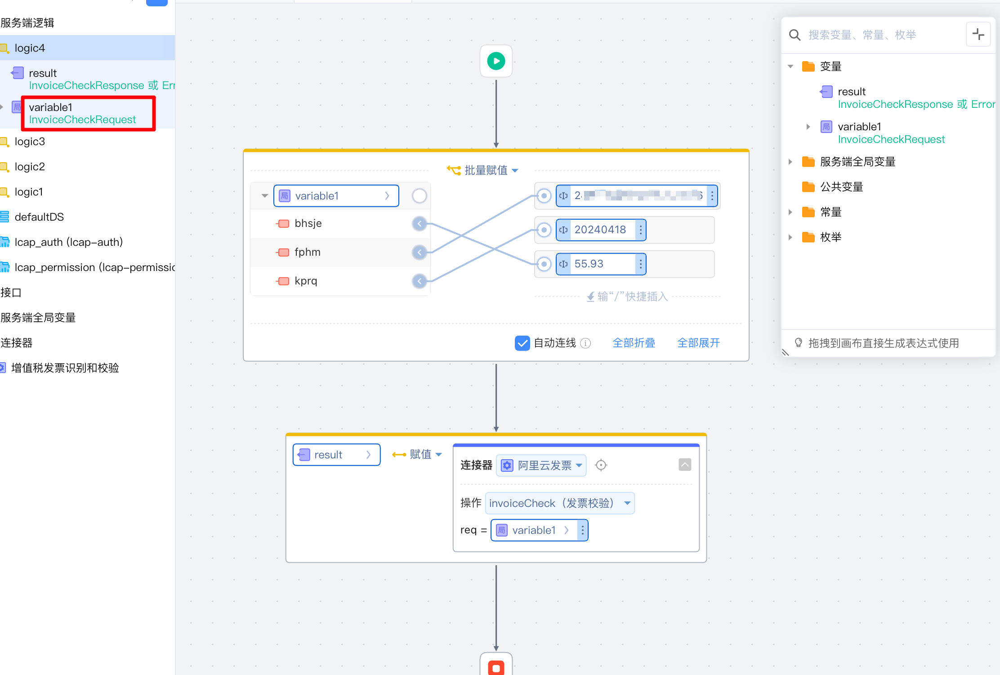 服务端逻辑
logic4
result
InvoiceCheckResponse 或 Err
局
variable1
InvoiceCheckRequest
logic3
logic2
logic1
defaultDS
lcap_auth (lcap-auth)
lcap_permission (lcap-permissic
接口
服务端全局变量
连接器
增值税发票识别和校验
批量赋值
局 variable1
bhsje
fphm
kprq
2
6
20240418
55.93
输“/”快捷插入
自动连线
全部折叠
全部展开
result
赋值
连接器 阿里云发票
操作 invoiceCheck（发票校验）
req = 局 variable1
搜索变量、常量、枚举
变量
result
InvoiceCheckResponse 或 Error
局 variable1
InvoiceCheckRequest
服务端全局变量
公共变量
常量
枚举
拖拽到画布直接生成表达式使用